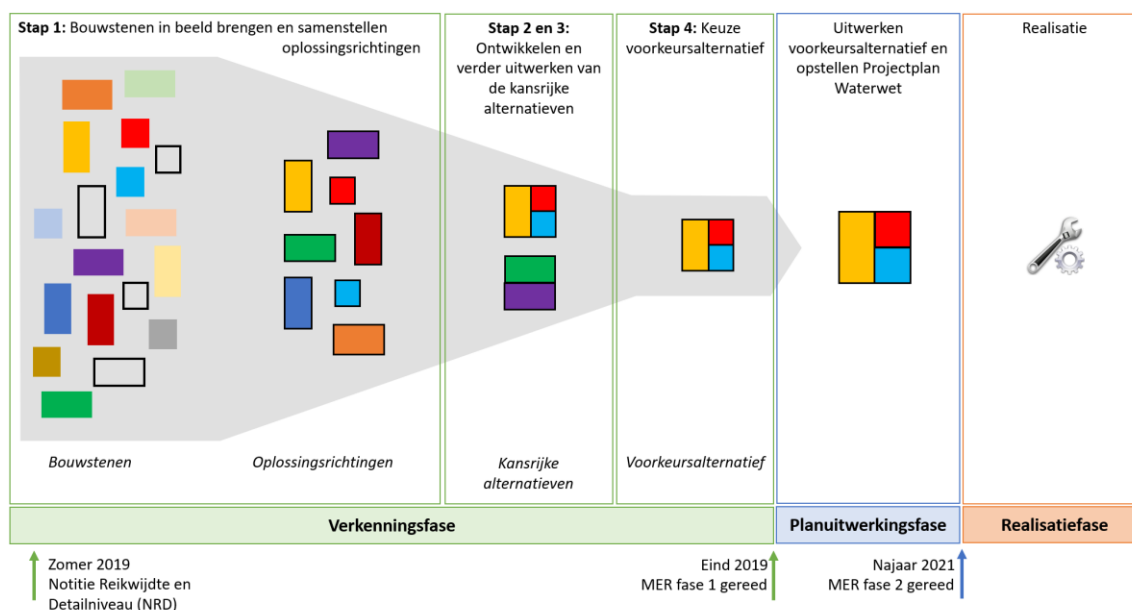 Stap 1: Bouwstenen in beeld brengen en samenstellen
oplossingsrichtingen
Stap 2 en 3:
Ontwikkelen en
verder uitwerken van
de kansrijke
alternatieven
Stap 4: Keuze
voorkeursalternatief
Uitwerken
voorkeursalternatief en
opstellen Projectplan
Waterwet
Realisatie
Bouwstenen
Oplossingsrichtingen
Kansrijke
alternatieven
Voorkeursalternatief
Verkenningsfase
Planuitwerkingsfase
Realisatiefase
Zomer 2019
Notitie Reikwijdte en
Detailniveau (NRD)
Eind 2019
MER fase 1 gereed
Najaar 2021
MER fase 2 gereed